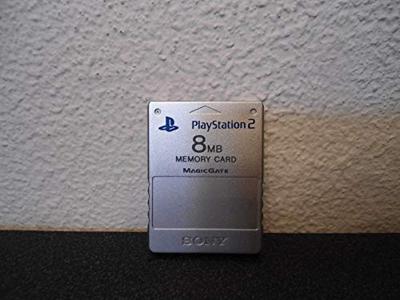 PlayStation 2
8MB
MEMORY CARD
MAGICGATE
SONY